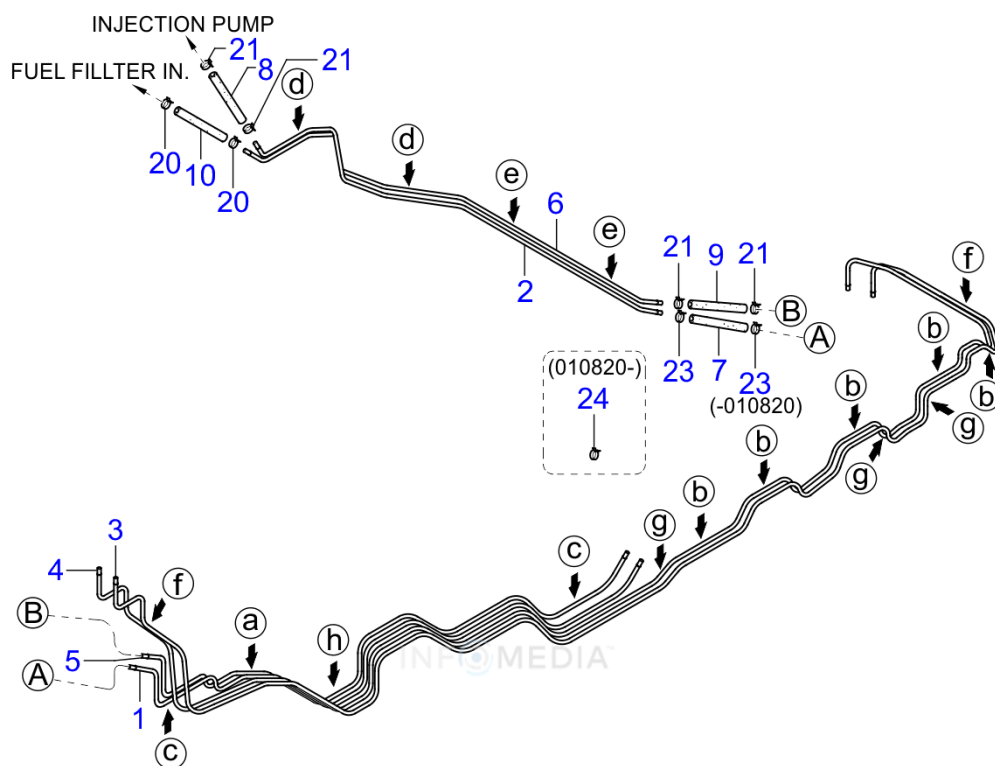 INJECTION PUMP
21
8
21
FUEL FILLTER IN.
d
20
10
20
d
e
6
2
e
21
9
21
B
A
23
7
23
(-010820)
f
b
b
g
b
g
b
b
g
c
(010820-)
24
3
4
f
B
5
A
1
c
a
h
INFOMEDIA™